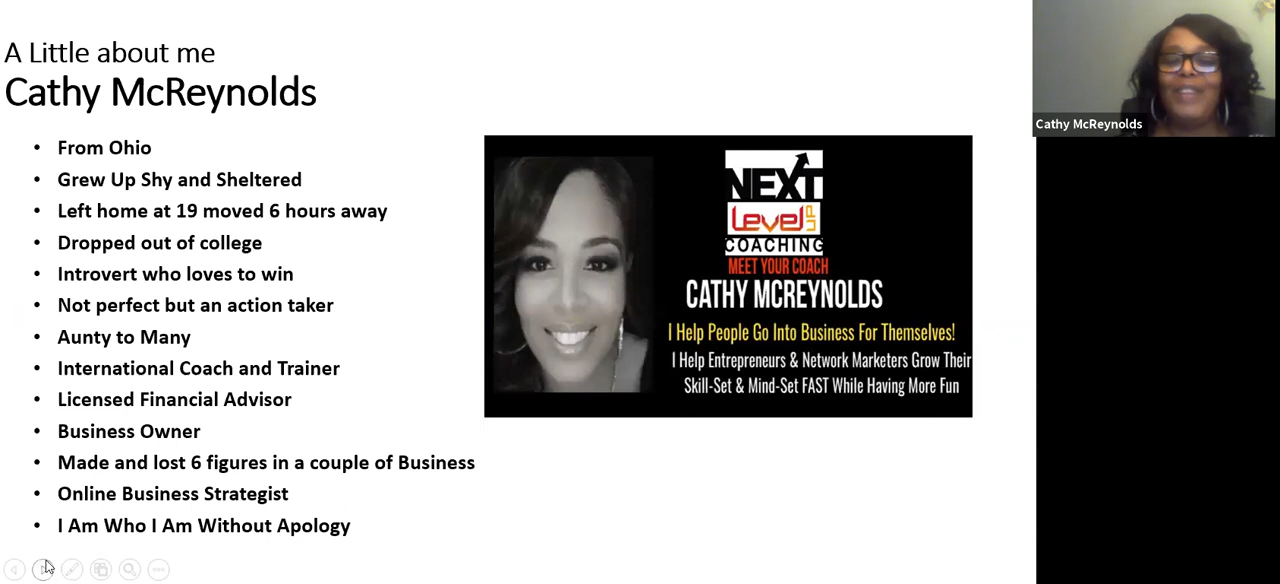 A Little about me
Cathy McReynolds
• From Ohio
• Grew Up Shy and Sheltered
• Left home at 19 moved 6 hours away
• Dropped out of college
• Introvert who loves to win
• Not perfect but an action taker
• Aunty to Many
• International Coach and Trainer
• Licensed Financial Advisor
• Business Owner
• Made and lost 6 figures in a couple of Business
• Online Business Strategist
• I Am Who I Am Without Apology
NEXT
Level UP
COACHING
MEET YOUR COACH
CATHY MCREYNOLDS
I Help People Go Into Business For Themselves!
I Help Entrepreneurs & Network Marketers Grow Their
Skill-Set & Mind-Set FAST While Having More Fun
Cathy McReynolds